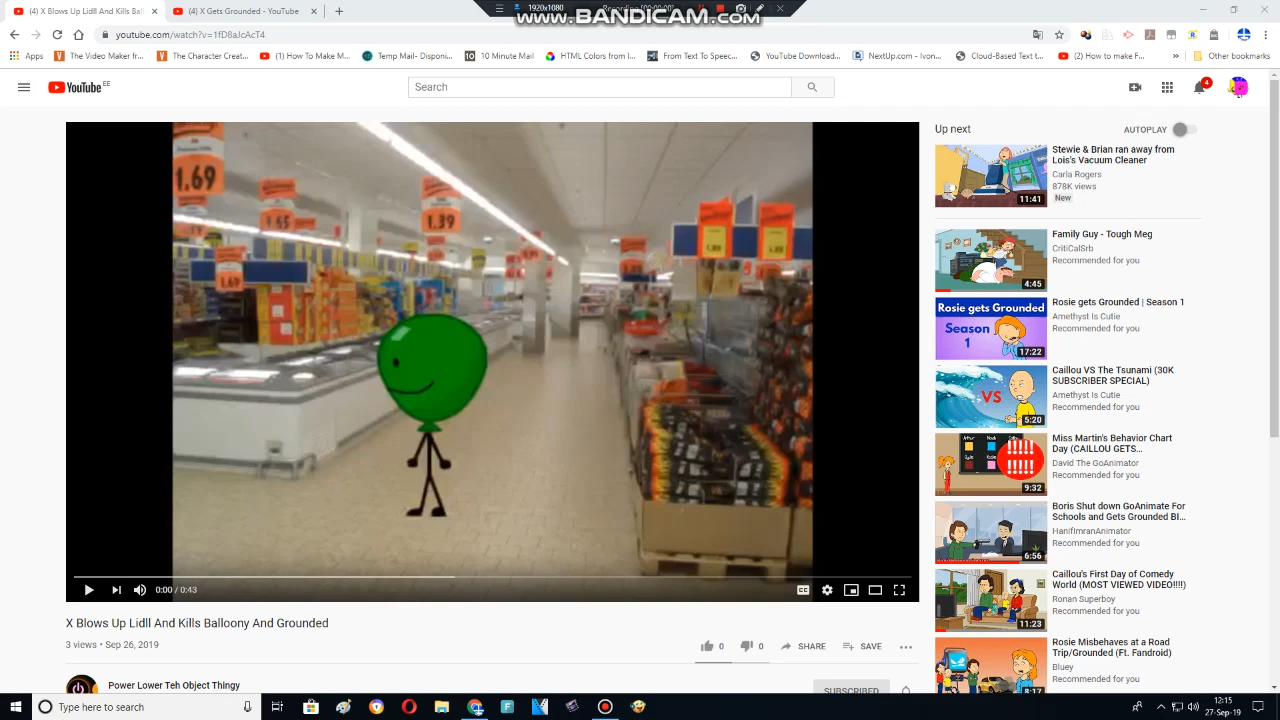 (4) X Blows Up Lidll And Kills Ball
(4) X Gets Grounded - YouTube
1920x1080
Recording [00:00:00]
www.BANDICAM.com
youtube.com/watch?v=1fD8aJcAcT4
Apps
The Video Maker fr...
The Character Creat...
(1) How To Make M...
Temp Mail- Disponi...
10 Minute Mail
HTML Colors from I...
From Text To Speec...
YouTube Download...
NextUp.com - Ivon...
Cloud-Based Text t...
(2) How to make F...
»
Other bookmarks
YouTube EE
Search
4
1.69
1.65
1.39
1.69
Up next
AUTOPLAY
Stewie & Brian ran away from
Lois's Vacuum Cleaner
Carla Rogers
878K views
New
11:41
Family Guy - Tough Meg
CritiCalSrb
Recommended for you
4:45
Rosie gets Grounded
Season
1
17:22
Rosie gets Grounded | Season 1
Amethyst Is Cutie
Recommended for you
VS
5:20
Caillou VS The Tsunami (30K
SUBSCRIBER SPECIAL)
Amethyst Is Cutie
Recommended for you
9:32
Miss Martin's Behavior Chart
Day (CAILLOU GETS...
David The GoAnimator
Recommended for you
6:56
Boris Shut down GoAnimate For
Schools and Gets Grounded BI...
HanifImranAnimator
Recommended for you
11:23
Caillou's First Day of Comedy
World (MOST VIEWED VIDEO!!!!)
Ronan Superboy
Recommended for you
8:17
Rosie Misbehaves at a Road
Trip/Grounded (Ft. Fandroid)
Bluey
Recommended for you
0:00 / 0:43
X Blows Up Lidll And Kills Balloony And Grounded
3 views • Sep 26, 2019
0
0
SHARE
SAVE
Power Lower Teh Object Thingy
SUBSCRIBED
Type here to search
12:15
27-Sep-19